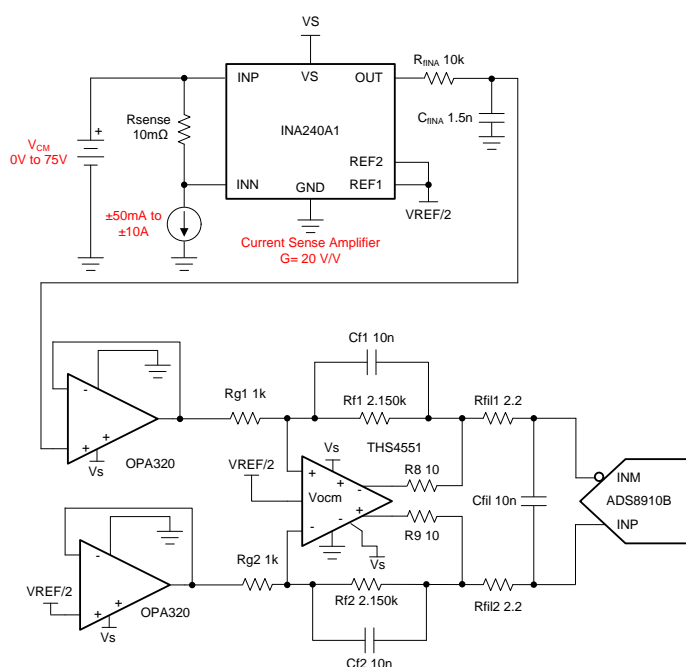 VS
R_fINA 10k
INP
VS
OUT
Rsense
10mΩ
C_fINA 1.5n
INA240A1
V_CM
0V to 75V
REF2
INN
GND
REF1
±50mA to
±10A
VREF/2
Current Sense Amplifier
G= 20 V/V
Cf1 10n
Rg1 1k
Rf1 2.150k
Rfil1 2.2
-
+
+
Vs
OPA320
THS4551
Vs
VREF/2
+
+
-
Vocm
R8 10
INM
Cfil 10n
ADS8910B
R9 10
INP
-
-
+
Vs
Rg2 1k
Rf2 2.150k
Rfil2 2.2
-
VREF/2
+
+
Vs
OPA320
Cf2 10n
+